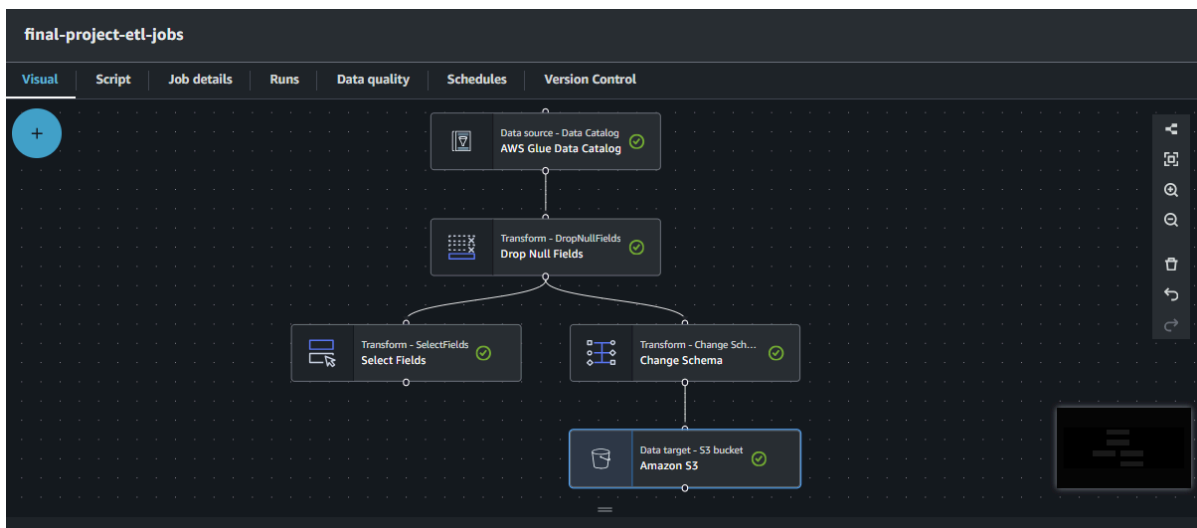 final-project-etl-jobs
Visual Script Job details Runs Data quality Schedules Version Control
+
Data source - Data Catalog
AWS Glue Data Catalog
Transform - DropNullFields
Drop Null Fields
Transform - SelectFields
Select Fields
Transform - Change Sch...
Change Schema
Data target - S3 bucket
Amazon S3